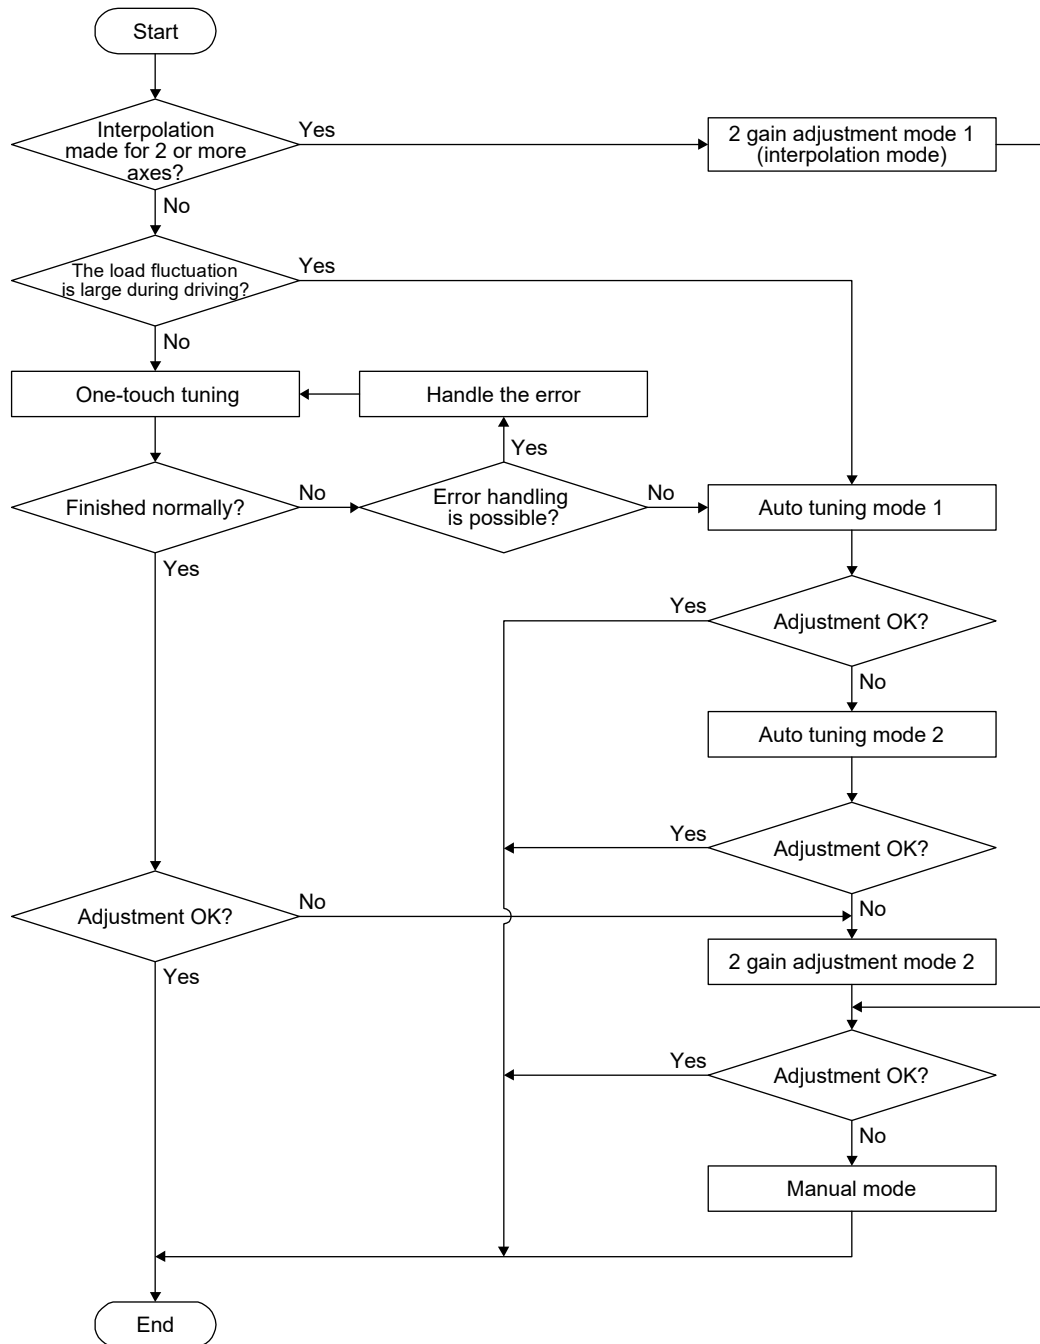 Start
Interpolation
made for 2 or more
axes?
Yes
2 gain adjustment mode 1
(interpolation mode)
No
The load fluctuation
is large during driving?
Yes
No
One-touch tuning
Handle the error
Yes
Finished normally?
No
Error handling
is possible?
No
Auto tuning mode 1
Yes
Yes
Adjustment OK?
No
Auto tuning mode 2
Yes
Adjustment OK?
No
Adjustment OK?
No
Yes
2 gain adjustment mode 2
Yes
Adjustment OK?
No
Manual mode
End